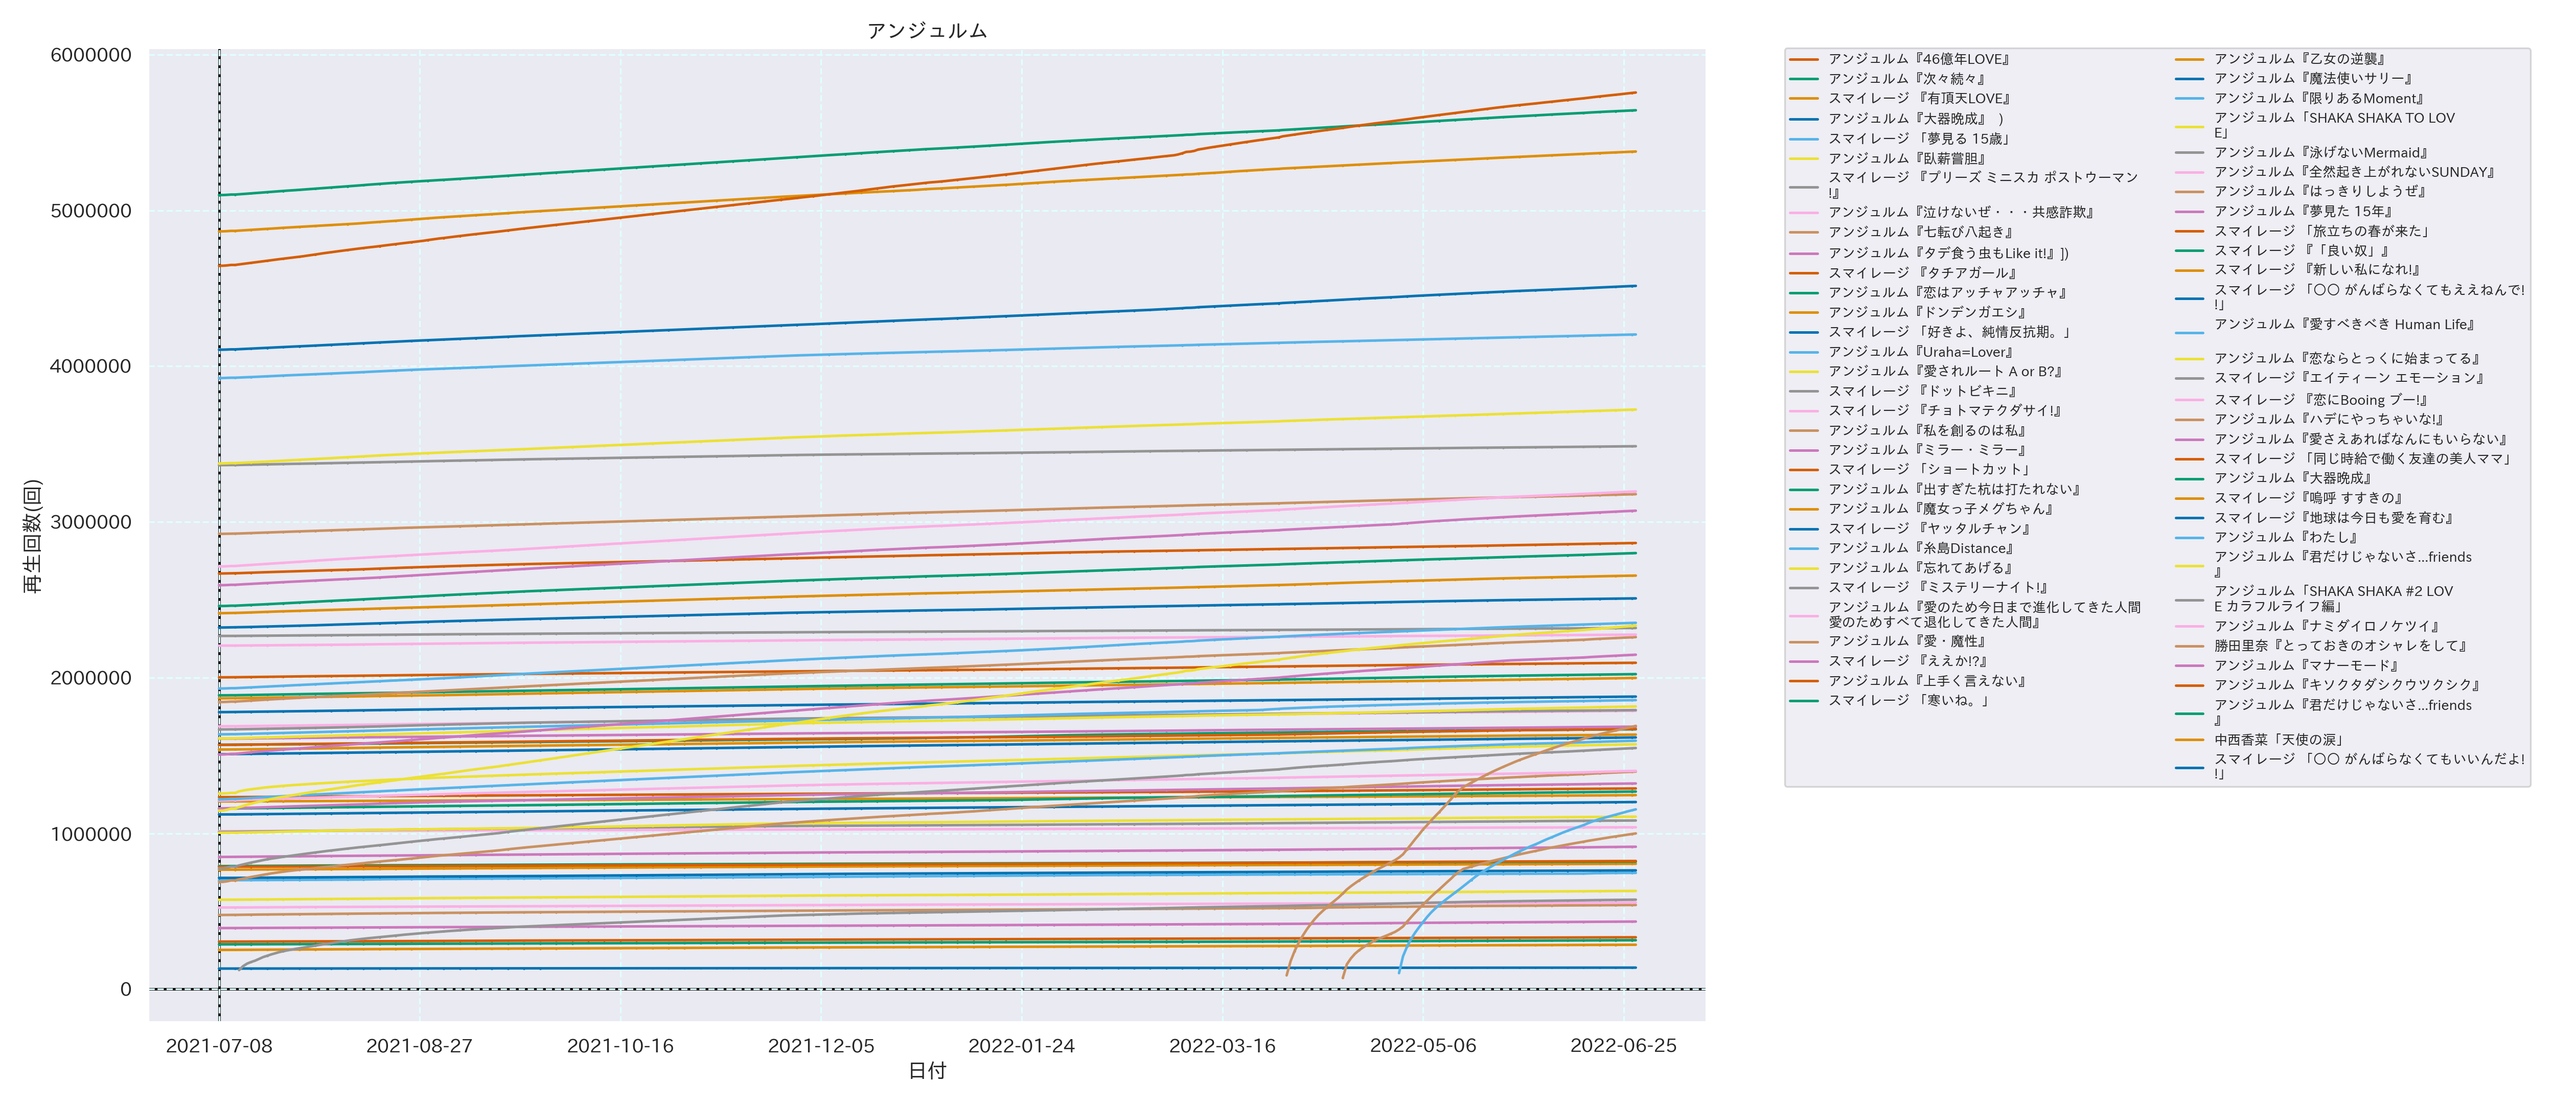 アンジュルム
6000000
5000000
4000000
3000000
2000000
1000000
0
再生回数(回)
2021-07-08
2021-08-27
2021-10-16
2021-12-05
2022-01-24
2022-03-16
2022-05-06
2022-06-25
日付
アンジュルム『46億年LOVE』
アンジュルム『次々続々』
スマイレージ 『有頂天LOVE』
アンジュルム『大器晩成』 )
スマイレージ 「夢見る 15歳」
アンジュルム『臥薪嘗胆』
スマイレージ 『プリーズ ミニスカ ポストウーマン
!』
アンジュルム『泣けないぜ・・・共感詐欺』
アンジュルム『七転び八起き』
アンジュルム『タデ食う虫もLike it!』])
スマイレージ 『タチアガール』
アンジュルム『恋はアッチャアッチャ』
アンジュルム『ドンデンガエシ』
スマイレージ 「好きよ、純情反抗期。」
アンジュルム『Uraha=Lover』
アンジュルム『愛されルート A or B?』
スマイレージ 『ドットビキニ』
スマイレージ 『チョトマテクダサイ!』
アンジュルム『私を創るのは私』
アンジュルム『ミラー・ミラー』
スマイレージ 「ショートカット」
アンジュルム『出すぎた杭は打たれない』
アンジュルム『魔女っ子メグちゃん』
スマイレージ 『ヤッタルチャン』
アンジュルム『糸島Distance』
アンジュルム『忘れてあげる』
スマイレージ 『ミステリーナイト!』
アンジュルム『愛のため今日まで進化してきた人間
愛のためすべて退化してきた人間』
アンジュルム『愛・魔性』
スマイレージ 『ええか!?』
アンジュルム『上手く言えない』
スマイレージ 「寒いね。」
アンジュルム『乙女の逆襲』
アンジュルム『魔法使いサリー』
アンジュルム『限りあるMoment』
アンジュルム「SHAKA SHAKA TO LOV
E」
アンジュルム『泳げないMermaid』
アンジュルム『全然起き上がれないSUNDAY』
アンジュルム『はっきりしようぜ』
アンジュルム『夢見た 15年』
スマイレージ 「旅立ちの春が来た」
スマイレージ 『「良い奴」』
スマイレージ 『新しい私になれ!』
スマイレージ 「〇〇 がんばらなくてもええねんで!
!」
アンジュルム『愛すべきべき Human Life』
アンジュルム『恋ならとっくに始まってる』
スマイレージ『エイティーン エモーション』
スマイレージ 『恋にBooing ブー!』
アンジュルム『ハデにやっちゃいな!』
アンジュルム『愛さえあればなんにもいらない』
スマイレージ 「同じ時給で働く友達の美人ママ」
アンジュルム『大器晩成』
スマイレージ『嗚呼 すすきの』
スマイレージ『地球は今日も愛を育む』
アンジュルム『わたし』
アンジュルム『君だけじゃないさ...friends
』
アンジュルム「SHAKA SHAKA #2 LOV
E カラフルライフ編」
アンジュルム『ナミダイロノケツイ』
勝田里奈『とっておきのオシャレをして』
アンジュルム『マナーモード』
アンジュルム『キソクタダシクウツクシク』
アンジュルム『君だけじゃないさ...friends
』
中西香菜「天使の涙」
スマイレージ 「〇〇 がんばらなくてもいいんだよ!
!」